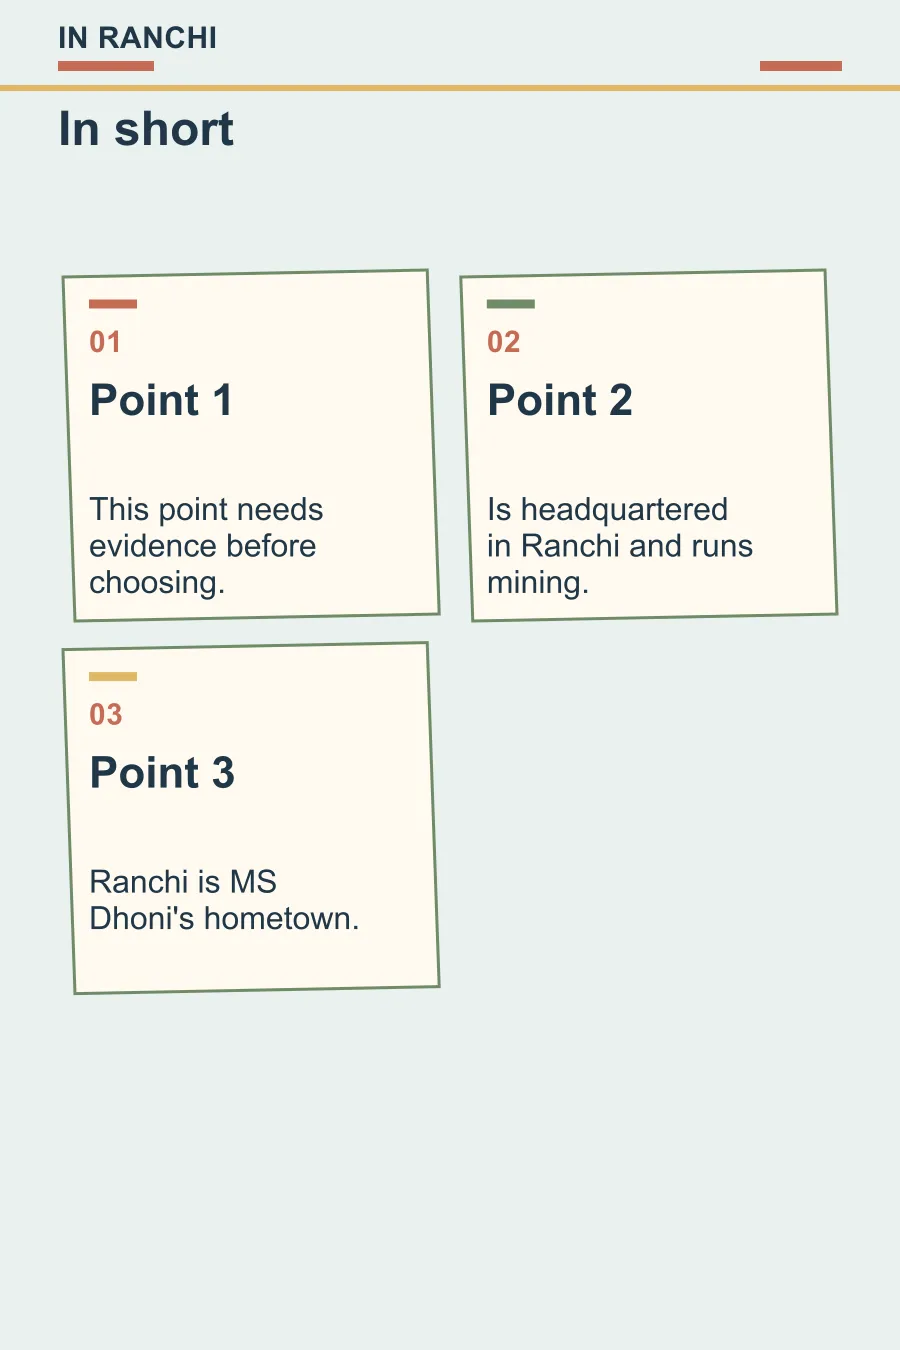 IN RANCHI
In short
01
Point 1
This point needs
evidence before
choosing.
02
Point 2
Is headquartered
in Ranchi and runs
mining.
03
Point 3
Ranchi is MS
Dhoni's hometown.